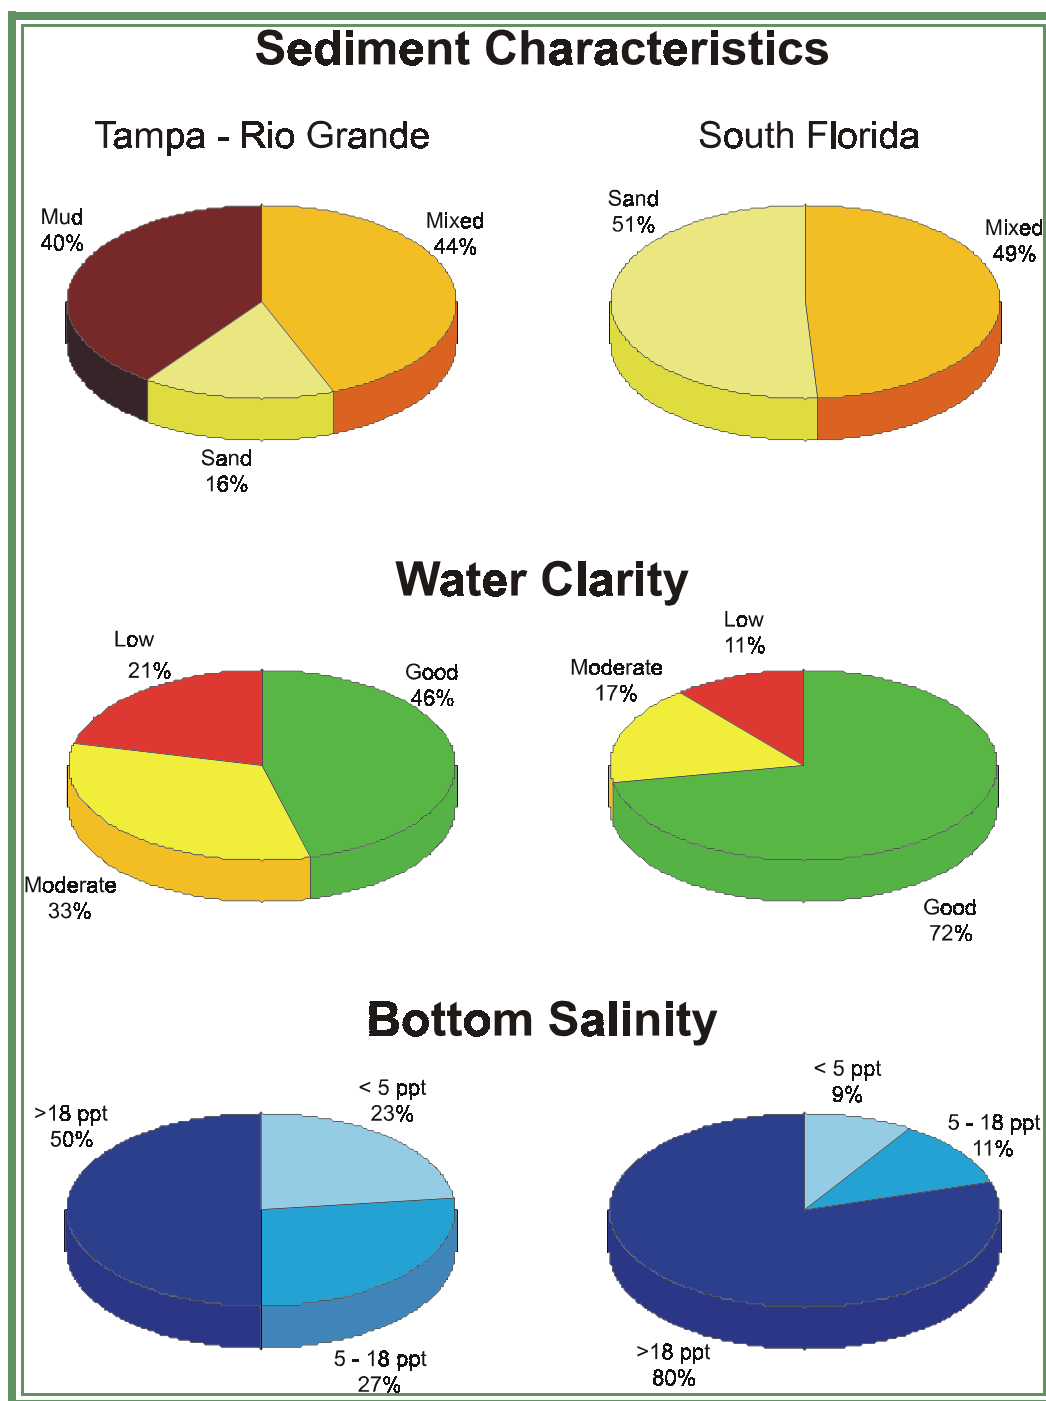 Sediment Characteristics
Tampa - Rio Grande
South Florida
Mud
40%
Mixed
44%
Sand
16%
Sand
51%
Mixed
49%
Water Clarity
Low
21%
Good
46%
Moderate
33%
Low
11%
Moderate
17%
Good
72%
Bottom Salinity
>18 ppt
50%
< 5 ppt
23%
5 - 18 ppt
27%
< 5 ppt
9%
5 - 18 ppt
11%
>18 ppt
80%